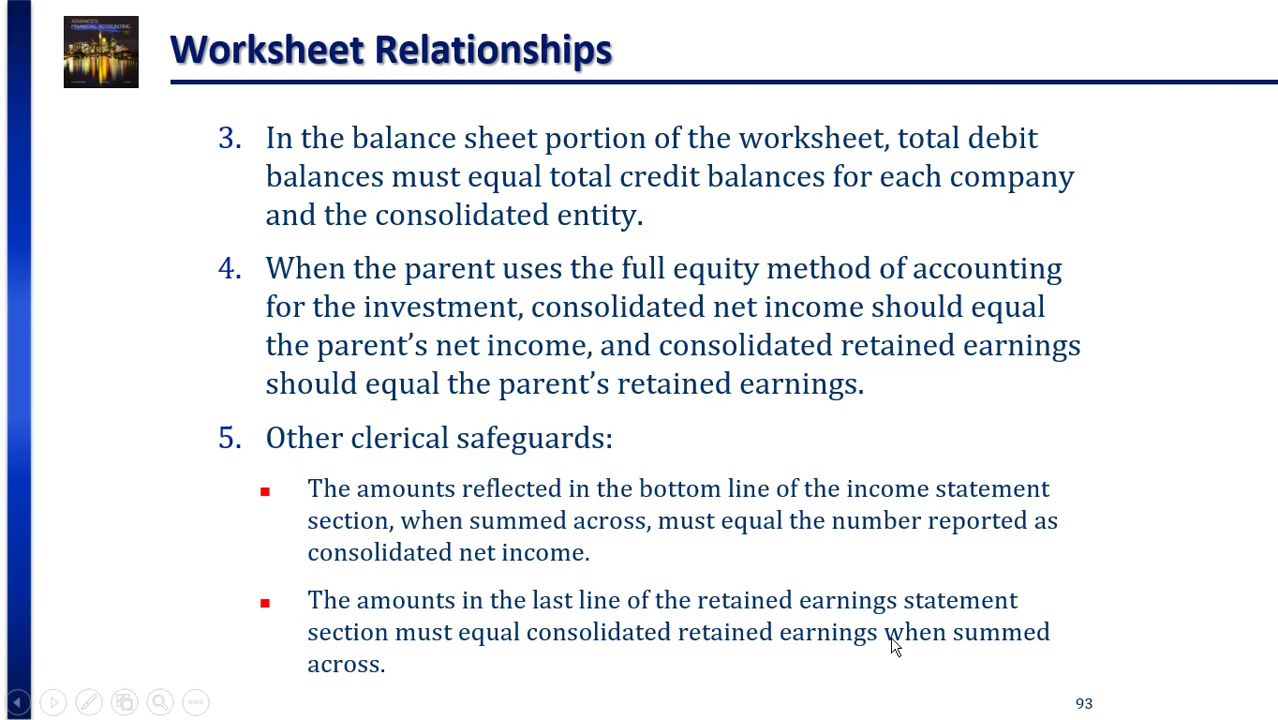 ADVANCED
FINANCIAL ACCOUNTING
Worksheet Relationships
3. In the balance sheet portion of the worksheet, total debit
balances must equal total credit balances for each company
and the consolidated entity.
4. When the parent uses the full equity method of accounting
for the investment, consolidated net income should equal
the parent’s net income, and consolidated retained earnings
should equal the parent’s retained earnings.
5. Other clerical safeguards:
The amounts reflected in the bottom line of the income statement
section, when summed across, must equal the number reported as
consolidated net income.
The amounts in the last line of the retained earnings statement
section must equal consolidated retained earnings when summed
across.
93